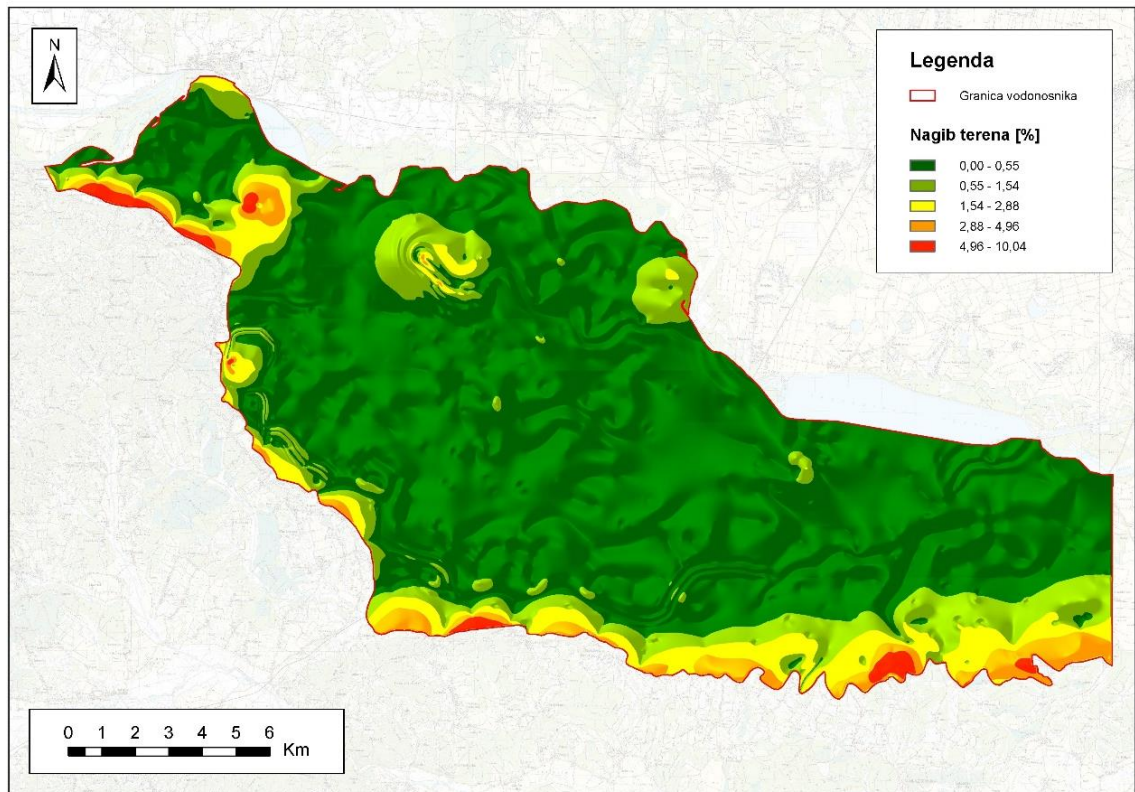 N
Legenda
Granica vodonosnika
Nagib terena [%]
0,00 - 0,55
0,55 - 1,54
1,54 - 2,88
2,88 - 4,96
4,96 - 10,04
0 1 2 3 4 5 6
Km